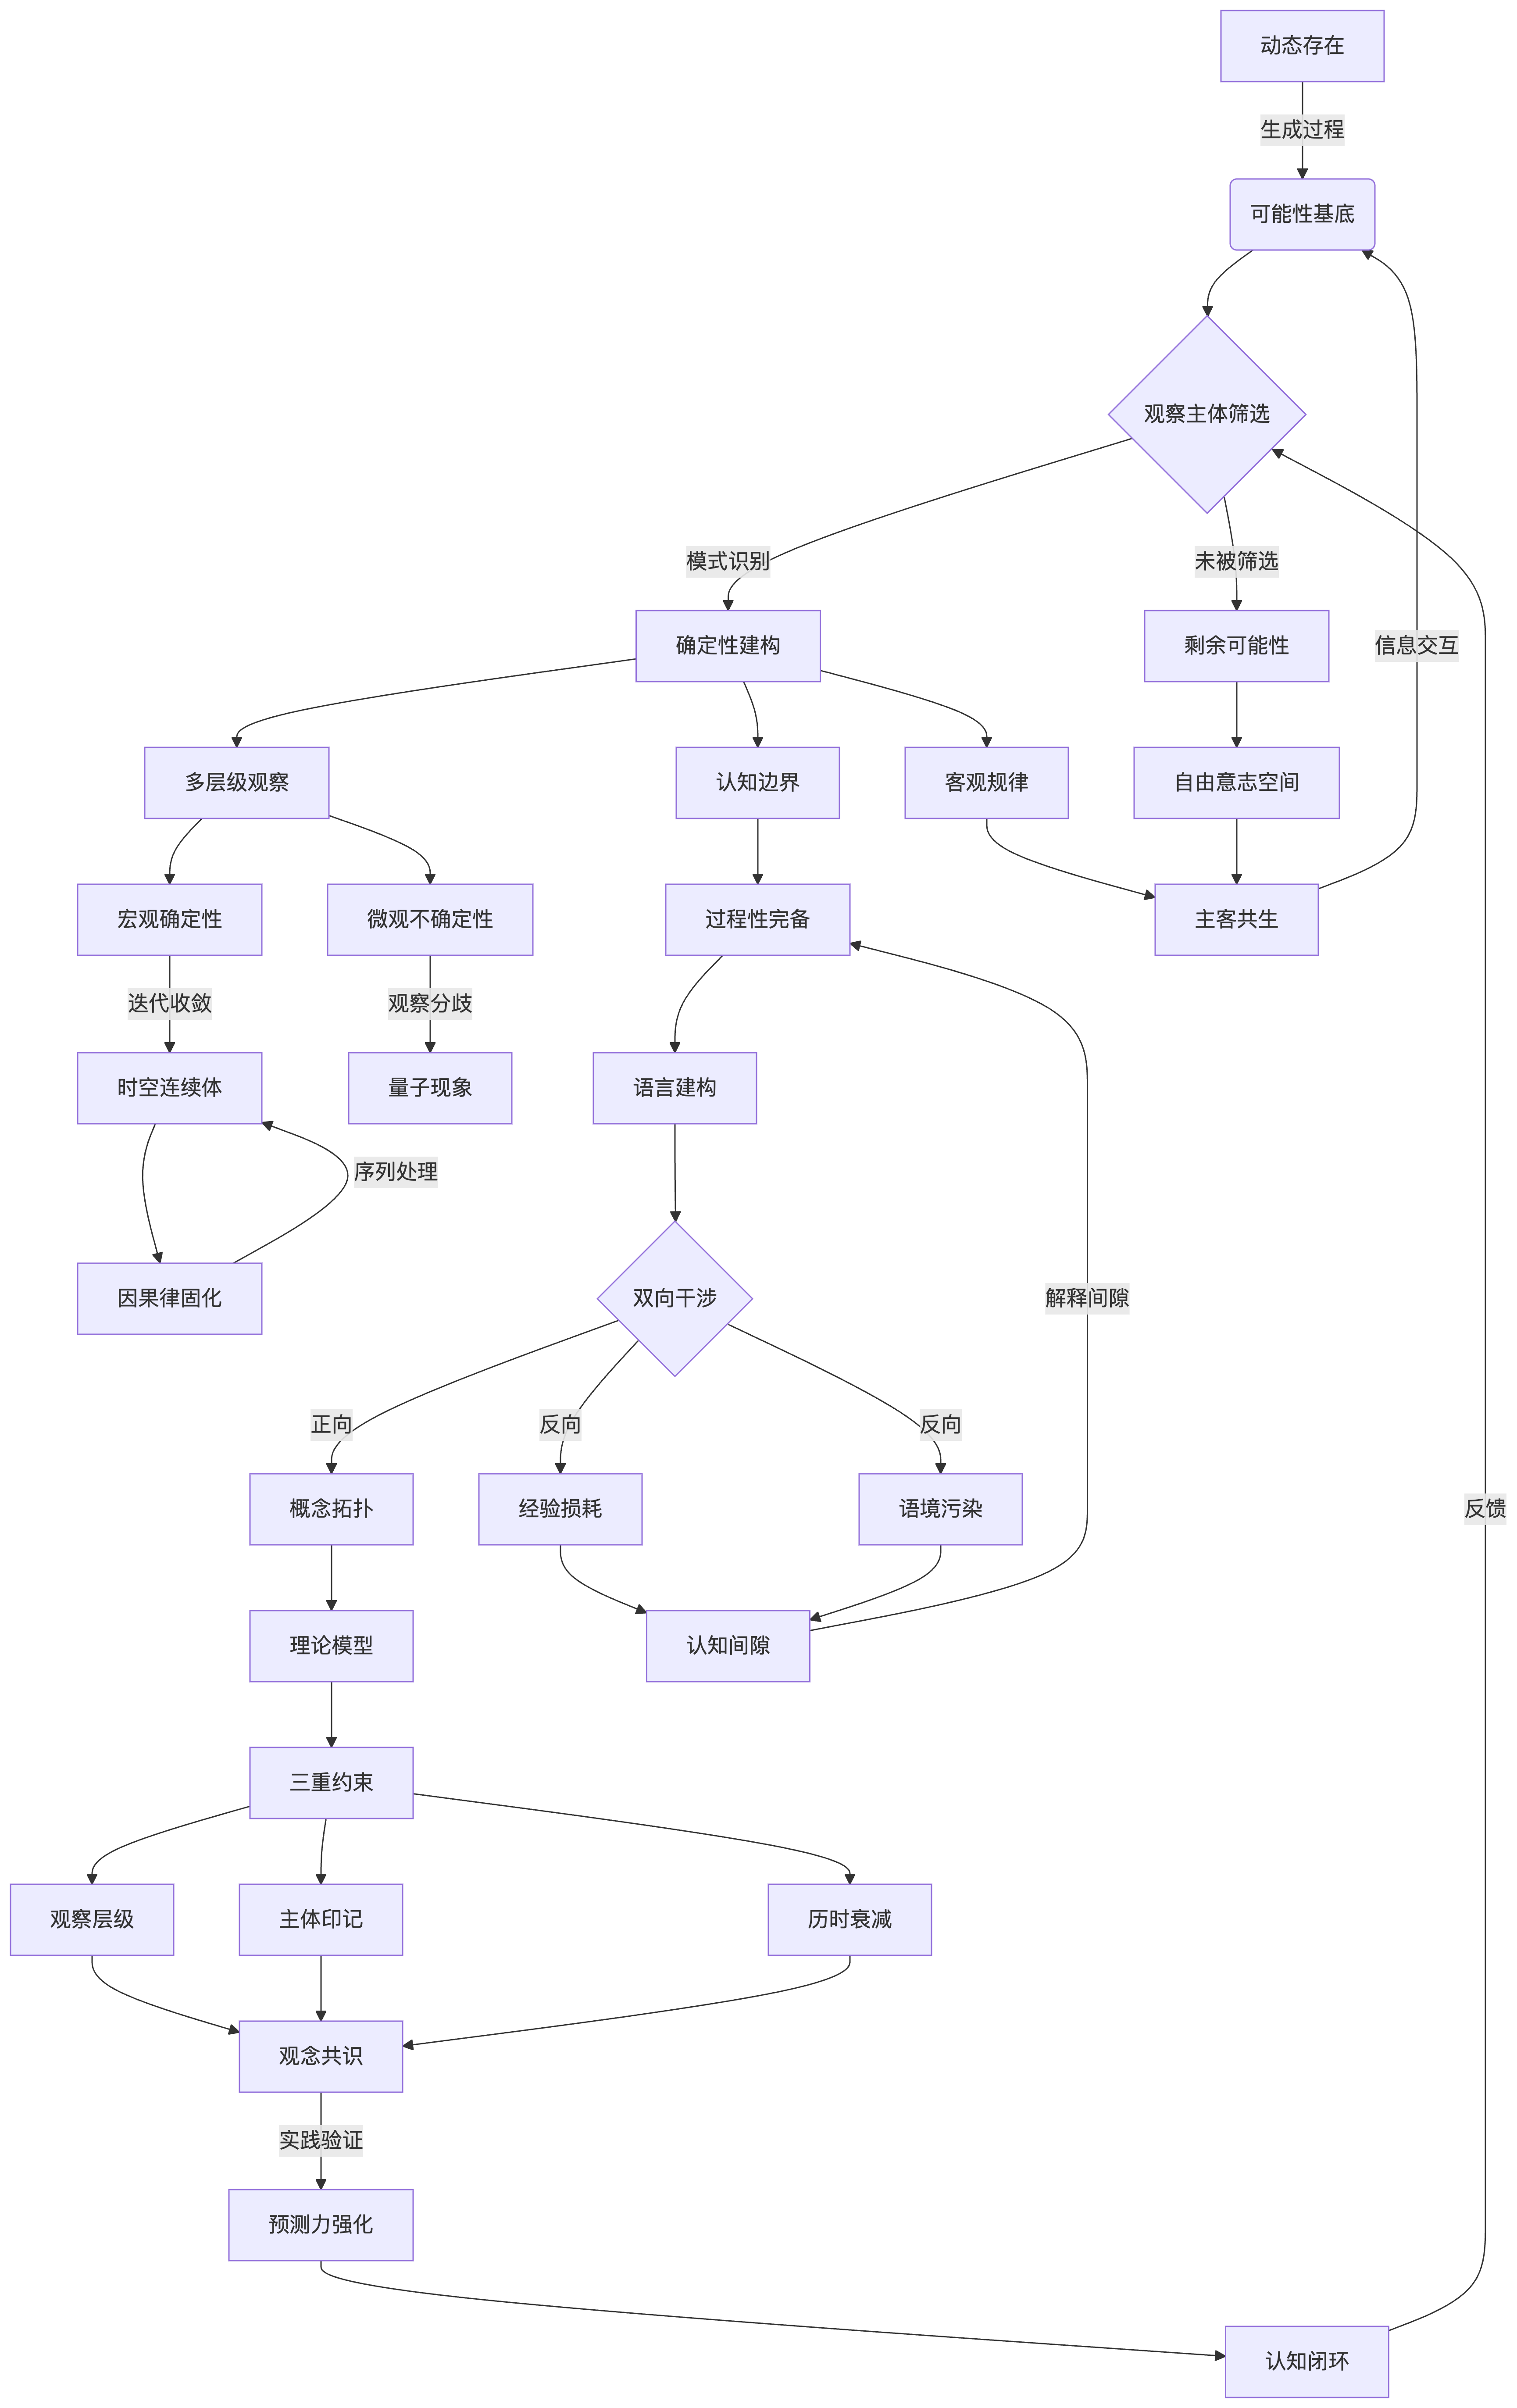 动态存在
生成过程
可能性基底
观察主体筛选
模式识别
未被筛选
确定性建构
剩余可能性
信息交互
多层级观察
认知边界
客观规律
自由意志空间
宏观确定性
微观不确定性
过程性完备
主客共生
迭代收敛
观察分歧
时空连续体
量子现象
语言建构
序列处理
因果律固化
双向干涉
解释间隙
正向
反向
反向
概念拓扑
经验损耗
语境污染
反馈
理论模型
认知间隙
三重约束
观察层级
主体印记
历时衰减
观念共识
实践验证
预测力强化
认知闭环